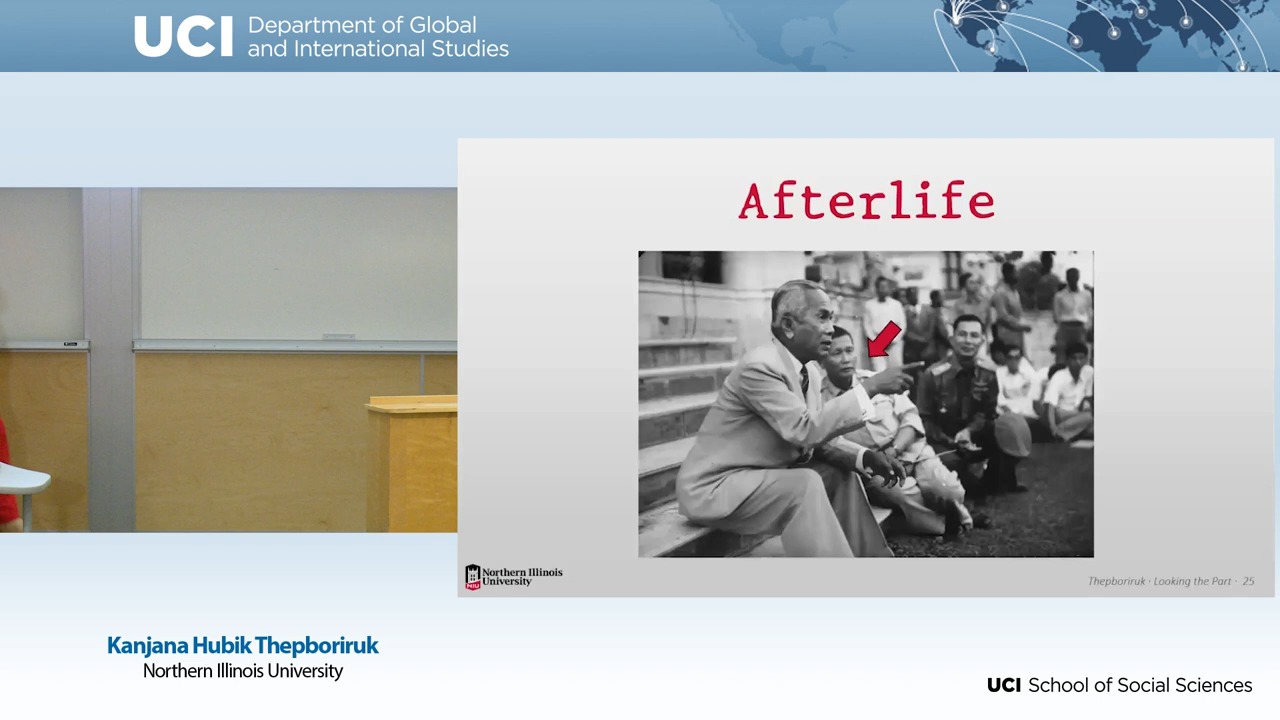 UCI
Department of Global
and International Studies
Afterlife
NIU
Northern Illinois
University
Thepboriruk · Looking the Part · 25
Kanjana Hubik Thepboriruk
Northern Illinois University
UCI School of Social Sciences